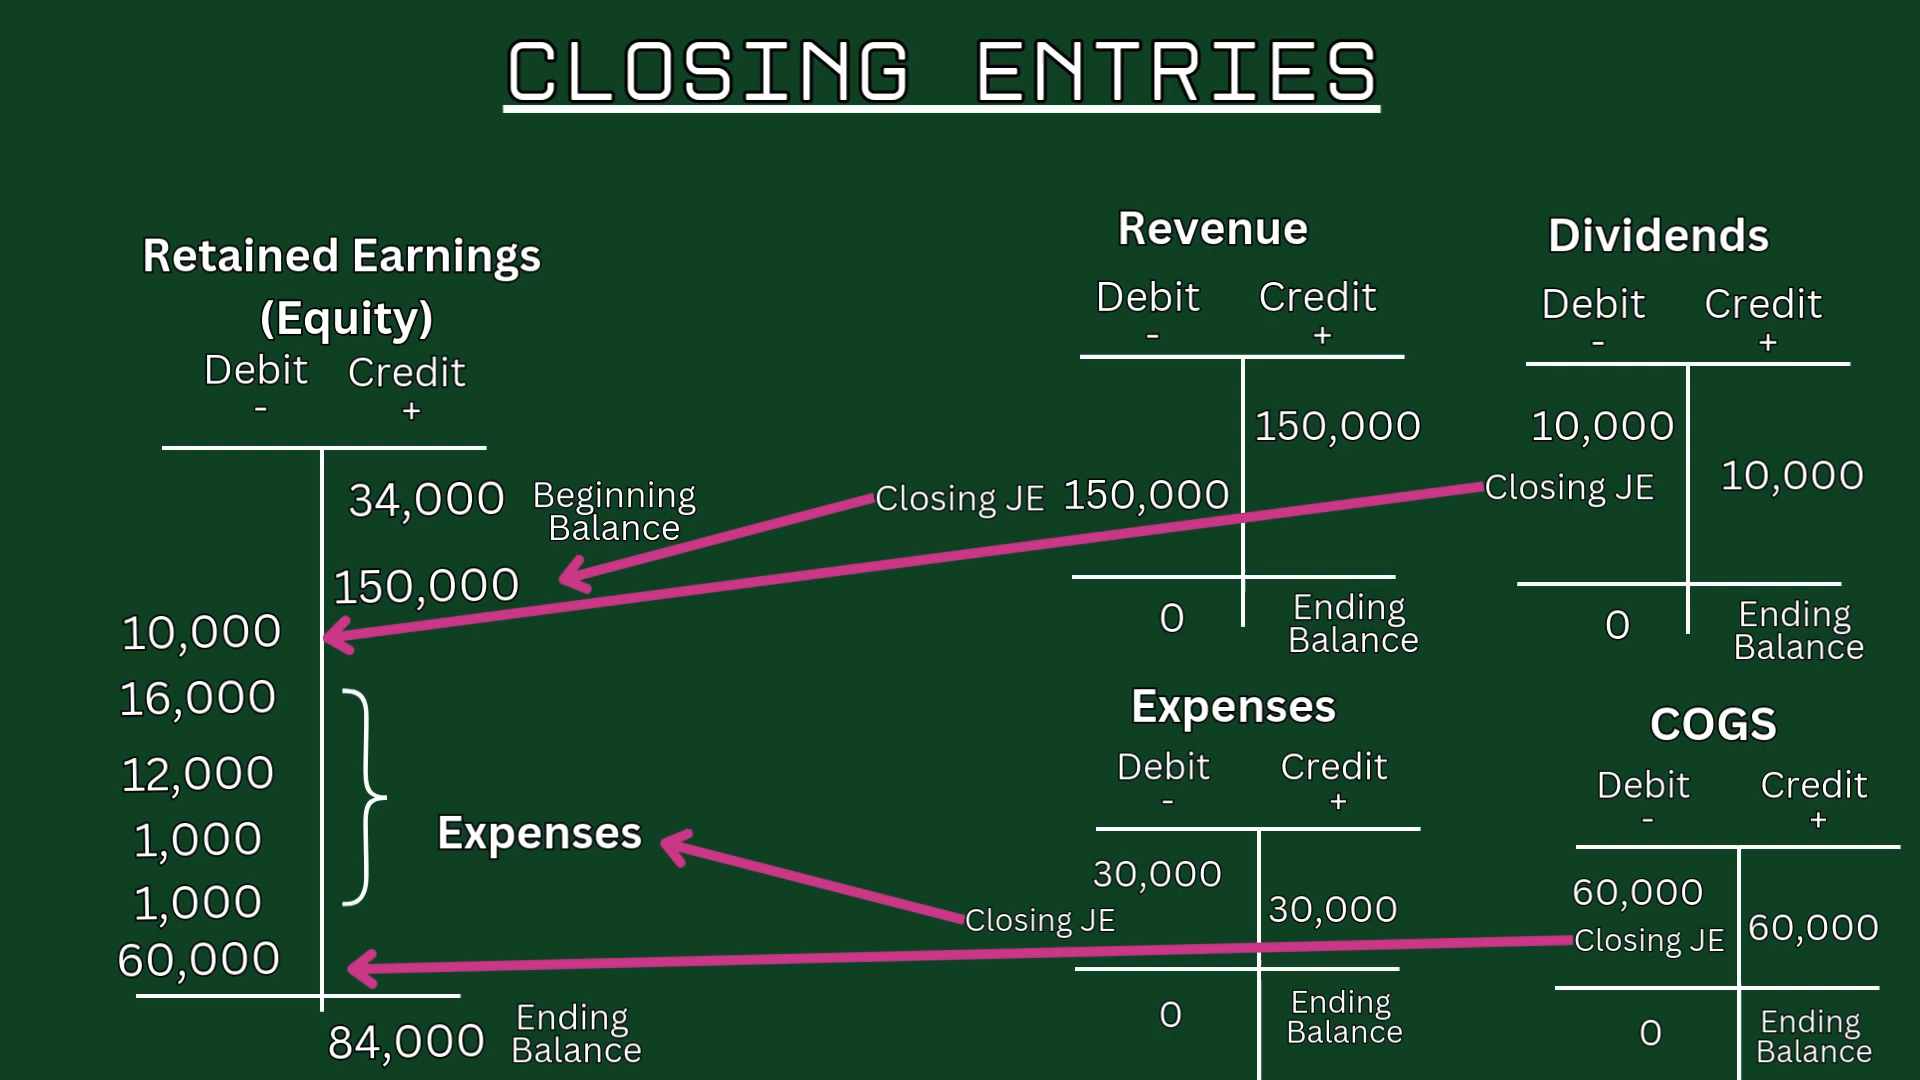 CLOSING ENTRIES
Retained Earnings
(Equity)
Debit Credit
- +
34,000 Beginning
Balance
150,000
10,000
16,000
12,000
1,000
1,000
60,000
Expenses
84,000 Ending
Balance
Revenue
Debit Credit
- +
150,000
Closing JE 150,000
0 Ending
Balance
Dividends
Debit Credit
- +
10,000
Closing JE 10,000
0 Ending
Balance
Expenses
Debit Credit
- +
30,000
30,000
Closing JE
0 Ending
Balance
COGS
Debit Credit
- +
60,000
60,000
Closing JE
0 Ending
Balance